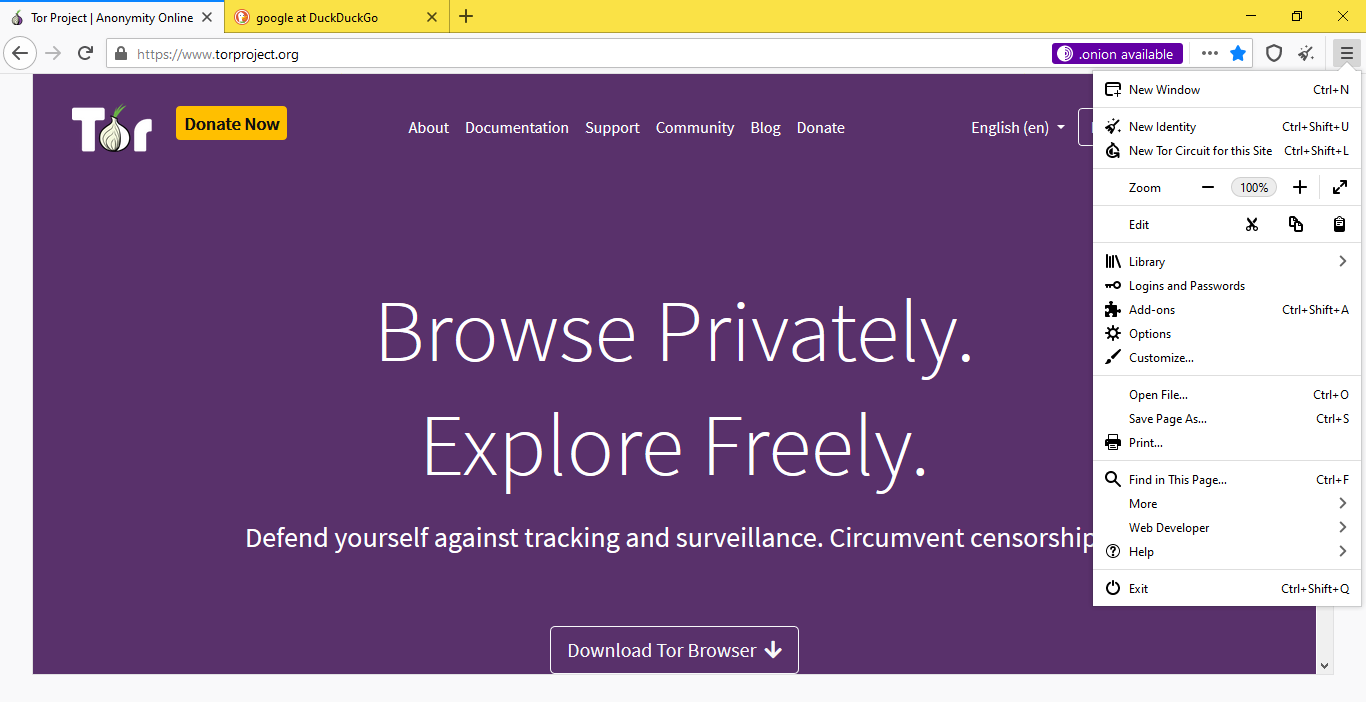 Tor Project | Anonymity Online
google at DuckDuckGo
https://www.torproject.org
.onion available
Tor
Donate Now
About Documentation Support Community Blog Donate
English (en)
Browse Privately.
Explore Freely.
Defend yourself against tracking and surveillance. Circumvent censorship
Download Tor Browser
New Window Ctrl+N
New Identity Ctrl+Shift+U
New Tor Circuit for this Site Ctrl+Shift+L
Zoom 100%
Edit
Library
Logins and Passwords
Add-ons Ctrl+Shift+A
Options
Customize...
Open File... Ctrl+O
Save Page As... Ctrl+S
Print...
Find in This Page... Ctrl+F
More
Web Developer
Help
Exit Ctrl+Shift+Q